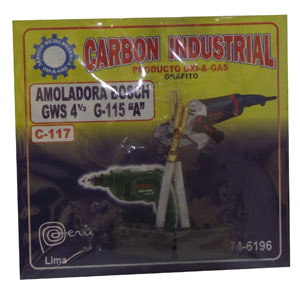 CARBON INDUSTRIAL
PRODUCTO OXI-&-GAS
GRAFITO
AMOLADORA BOSCH
GWS 4½ G-115 "A"
C-117
Perú
Lima
-6196